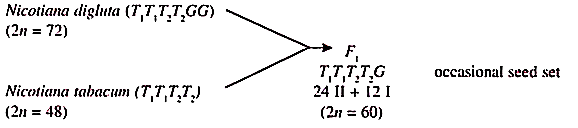 Nicotiana digluta (T₁T₁T₂T₂GG)
(2n = 72)
F₁
T₁T₁T₂T₂G occasional seed set
Nicotiana tabacum (T₁T₁T₂T₂) 24 II + 12 I
(2n = 48) (2n = 60)